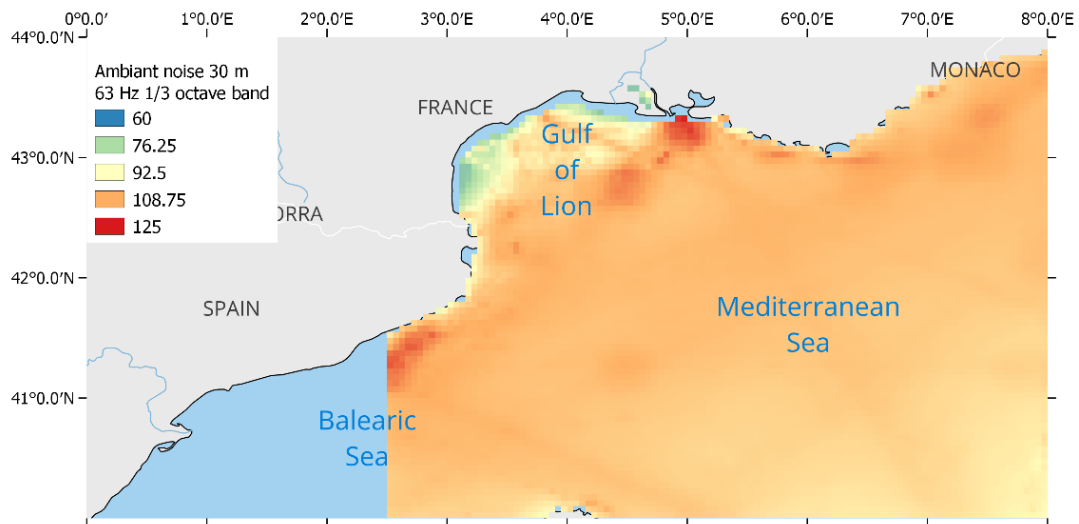 0°0.0′ 1°0.0′E 2°0.0′E 3°0.0′E 4°0.0′E 5°0.0′E 6°0.0′E 7°0.0′E 8°0.0′E
44°0.0′N
Ambiant noise 30 m
63 Hz 1/3 octave band
60
76.25
92.5
108.75
125
MONACO
FRANCE
43°0.0′N
Gulf
of
Lion
ORRA
42°0.0′N
SPAIN
Mediterranean
Sea
41°0.0′N
Balearic
Sea